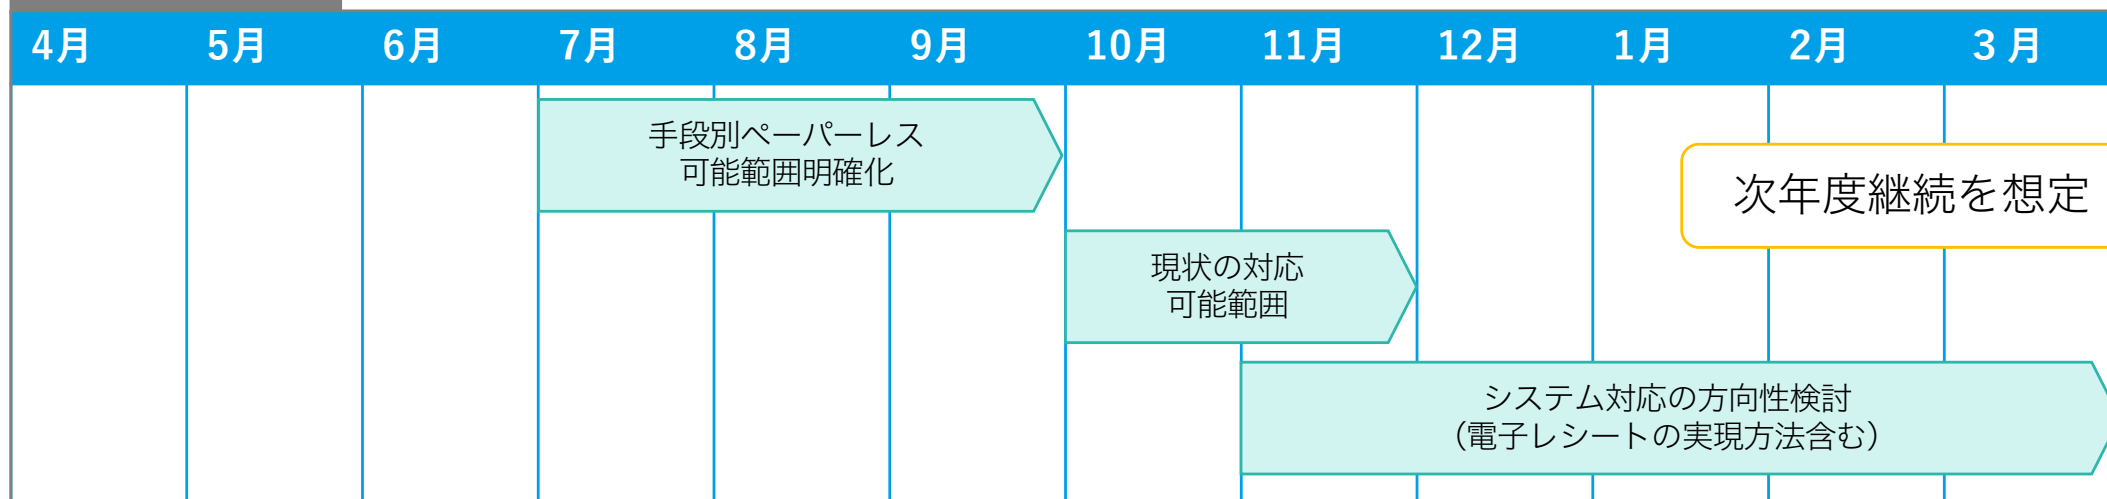 4月 5月 6月 7月 8月 9月 10月 11月 12月 1月 2月 3月
手段別ペーパーレス
可能範囲明確化
次年度継続を想定
現状の対応
可能範囲
システム対応の方向性検討
（電子レシートの実現方法含む）